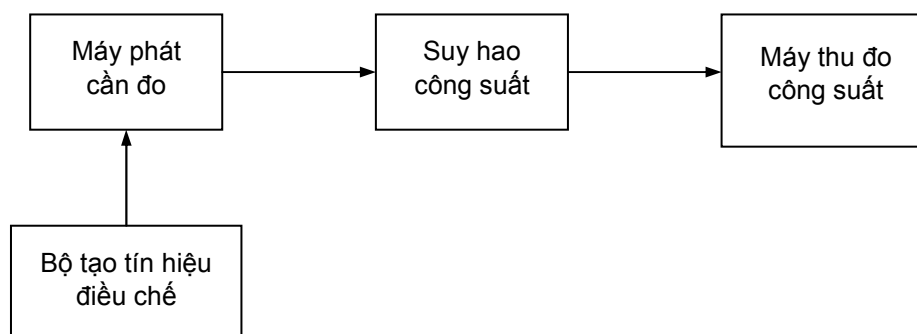 Máy phát
cần đo
Suy hao
công suất
Máy thu đo
công suất
Bộ tạo tín hiệu
điều chế